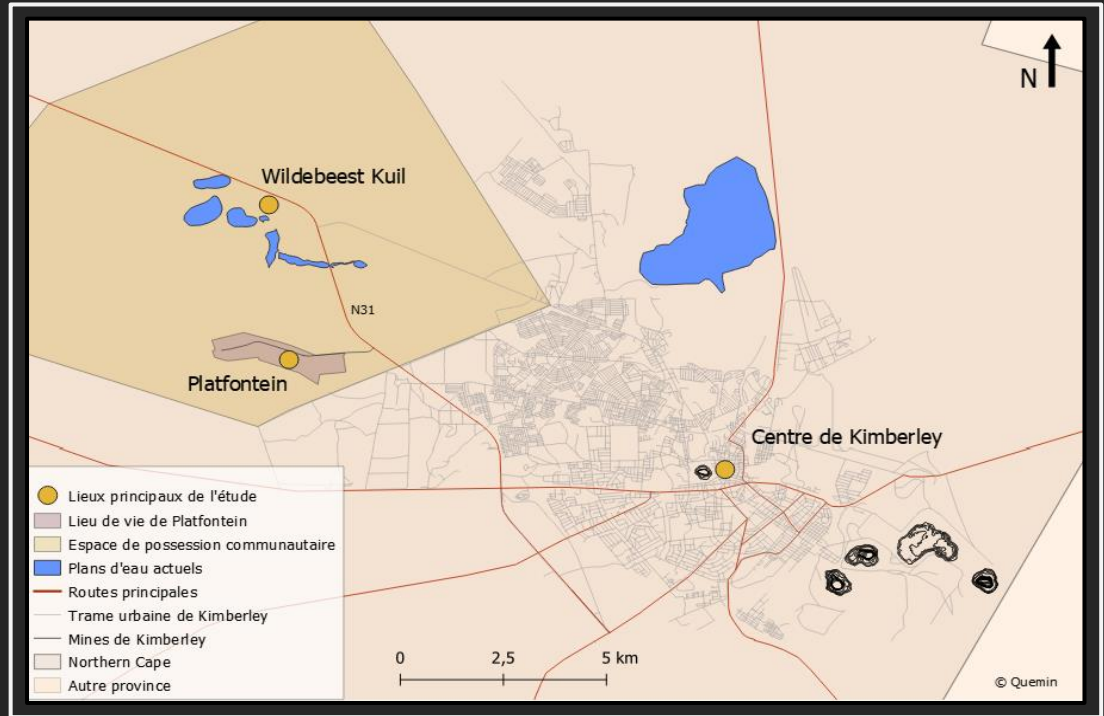 N
Wildebeest Kuil
N31
Platfontein
Centre de Kimberley
Lieux principaux de l'étude
Lieu de vie de Platfontein
Espace de possession communautaire
Plans d'eau actuels
Routes principales
Trame urbaine de Kimberley
Mines de Kimberley
Northern Cape
Autre province
0 2,5 5 km
© Quemin